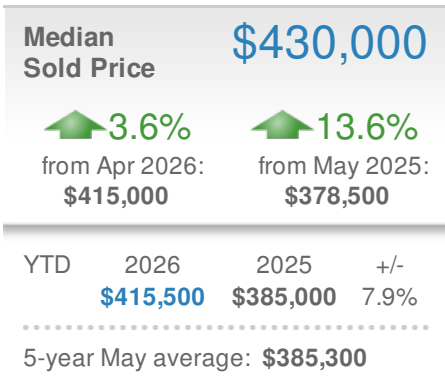 Median
Sold Price
$430,000
3.6%
13.6%
from Apr 2026:
from May 2025:
$415,000
$378,500
YTD 2026 2025 +/-
$415,500 $385,000 7.9%
5-year May average: $385,300